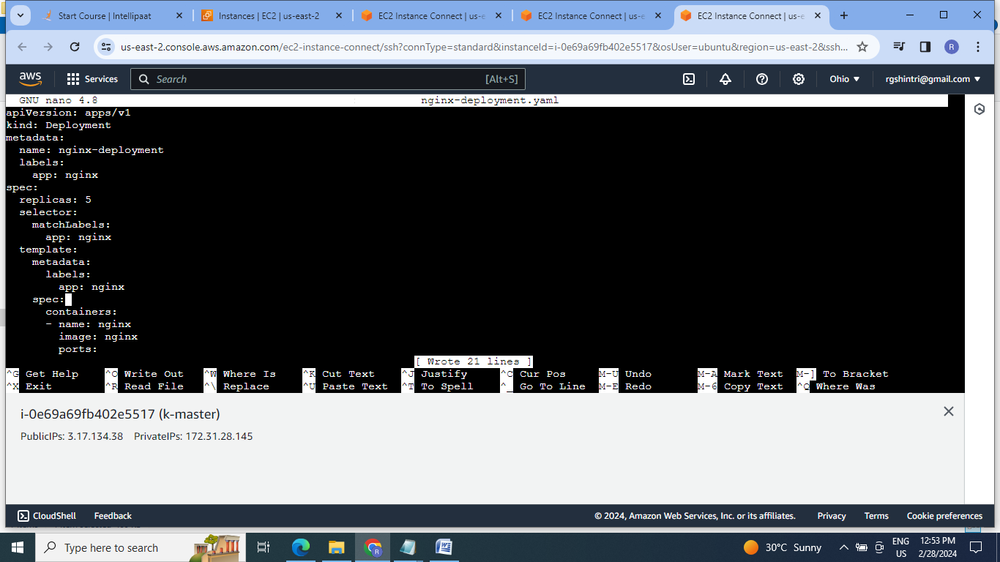 Start Course | Intellipaat
Instances | EC2 | us-east-2
EC2 Instance Connect | us-e
EC2 Instance Connect | us-e
EC2 Instance Connect | us-e
us-east-2.console.aws.amazon.com/ec2-instance-connect/ssh?connType=standard&instanceId=i-0e69a69fb402e5517&osUser=ubuntu&region=us-east-2&ssh...
R
aws
Services
Search
[Alt+S]
Ohio
rgshintri@gmail.com
GNU nano 4.8 nginx-deployment.yaml
apiVersion: apps/v1
kind: Deployment
metadata:
  name: nginx-deployment
  labels:
    app: nginx
spec:
  replicas: 5
  selector:
    matchLabels:
      app: nginx
  template:
    metadata:
      labels:
        app: nginx
    spec:
      containers:
      - name: nginx
        image: nginx
        ports:
[ Wrote 21 lines ]
^G Get Help ^O Write Out ^W Where Is ^K Cut Text ^J Justify ^C Cur Pos M-U Undo M-A Mark Text M-] To Bracket
^X Exit ^R Read File ^\ Replace ^U Paste Text ^T To Spell ^_ Go To Line M-E Redo M-6 Copy Text ^Q Where Was
i-0e69a69fb402e5517 (k-master)
PublicIPs: 3.17.134.38 PrivateIPs: 172.31.28.145
CloudShell Feedback © 2024, Amazon Web Services, Inc. or its affiliates. Privacy Terms Cookie preferences
Type here to search
R
30°C Sunny
ENG
US
12:53 PM
2/28/2024